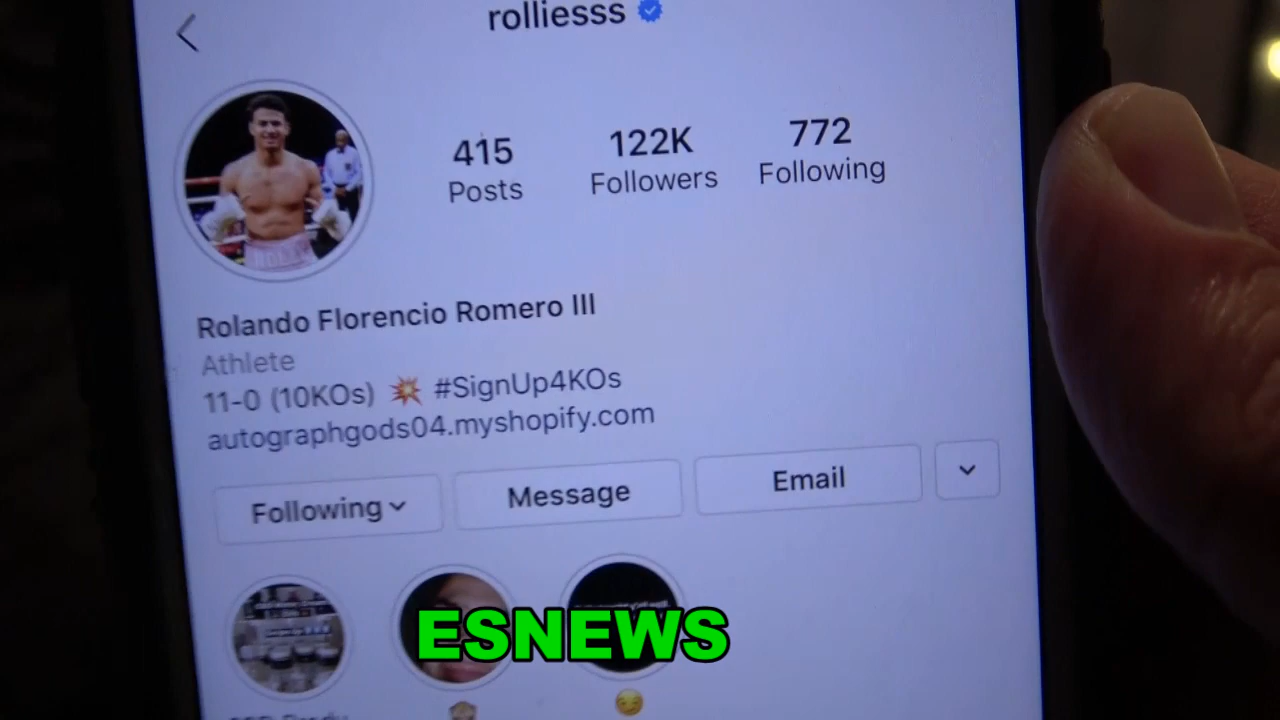 rolliesss
415
Posts
122K
Followers
772
Following
Rolando Florencio Romero III
Athlete
11-0 (10KOs) 💥 #SignUp4KOs
autographgods04.myshopify.com
Following
Message
Email
ESNEWS